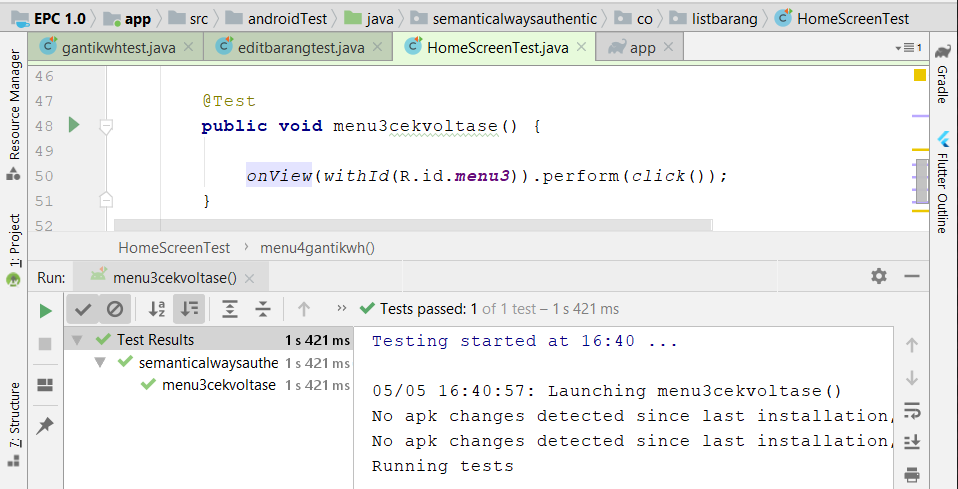 EPC 1.0 app src androidTest java semanticalwaysauthentic co listbarang HomeScreenTest
gantikwhtest.java editbarangtest.java HomeScreenTest.java app 1
46
47 @Test
48 public void menu3cekvoltase() {
49
50 onView(withId(R.id.menu3)).perform(click());
51 }
52
HomeScreenTest menu4gantikwh()
Run: menu3cekvoltase()
Tests passed: 1 of 1 test – 1 s 421 ms
Test Results 1 s 421 ms
semanticalwaysauthe 1 s 421 ms
menu3cekvoltase 1 s 421 ms
Testing started at 16:40 ...
05/05 16:40:57: Launching menu3cekvoltase()
No apk changes detected since last installation,
No apk changes detected since last installation,
Running tests
Resource Manager
1: Project
7: Structure
Gradle
Flutter Outline